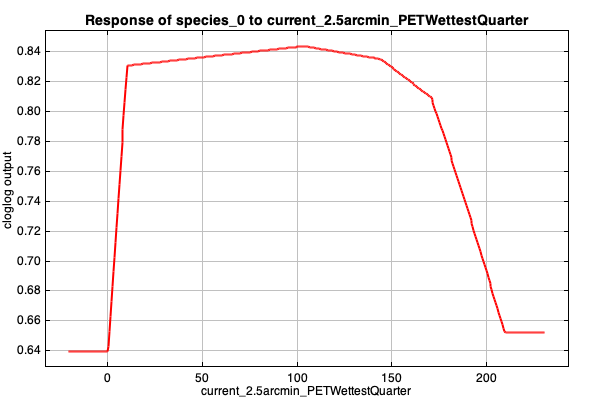 Response of species_0 to current_2.5arcmin_PETWettestQuarter
0.84
0.82
0.80
0.78
0.76
0.74
0.72
0.70
0.68
0.66
0.64
cloglog output
0 50 100 150 200
current_2.5arcmin_PETWettestQuarter